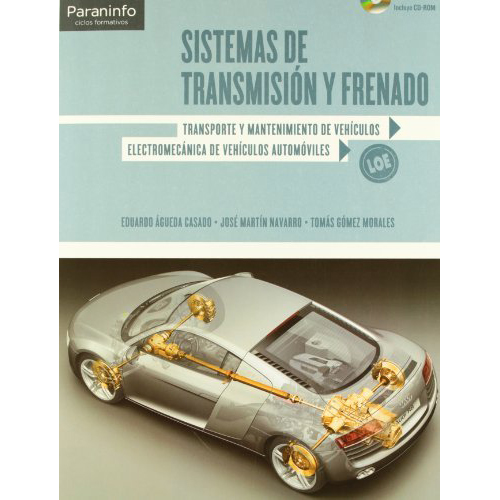 Paraninfo
ciclos formativos
Incluye CD-ROM
SISTEMAS DE
TRANSMISIÓN Y FRENADO
TRANSPORTE Y MANTENIMIENTO DE VEHÍCULOS
ELECTROMECÁNICA DE VEHÍCULOS AUTOMÓVILES
LOE
EDUARDO ÁGUEDA CASADO • JOSÉ MARTÍN NAVARRO • TOMÁS GÓMEZ MORALES